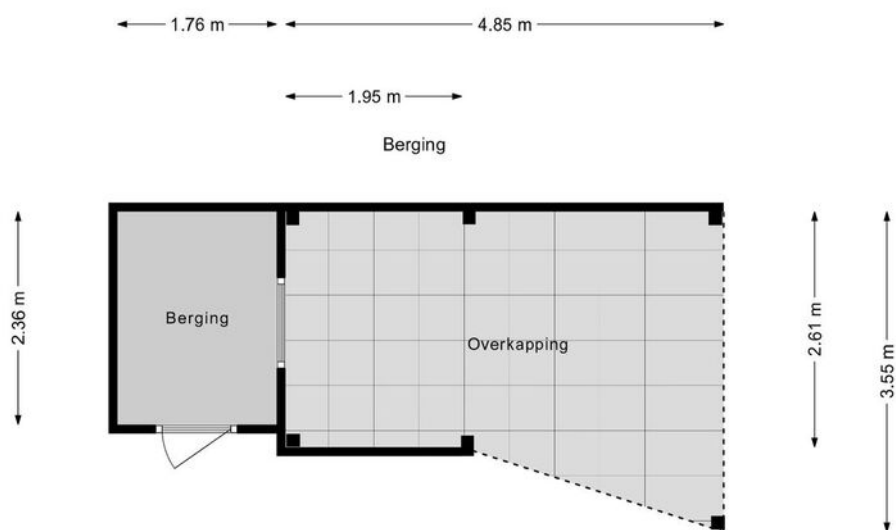 1.76 m
4.85 m
1.95 m
Berging
2.36 m
Berging
Overkapping
2.61 m
3.55 m